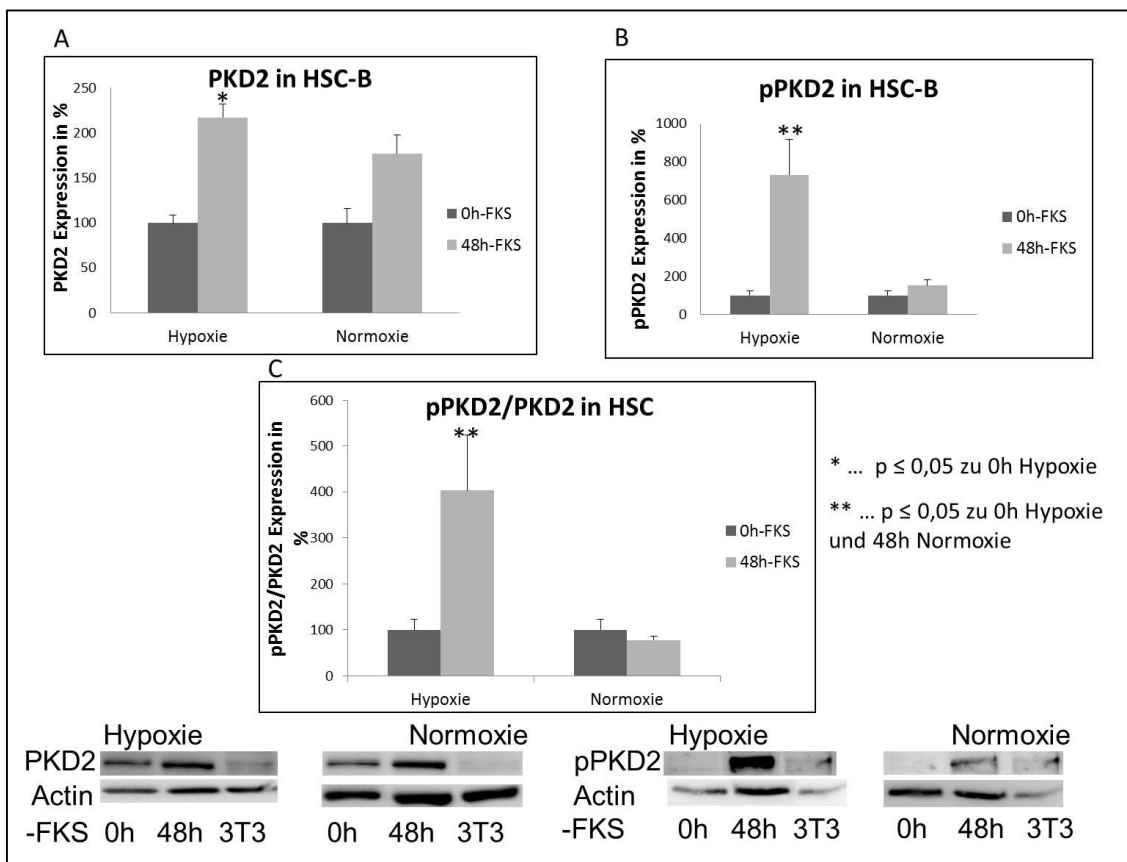 A
PKD2 in HSC-B
PKD2 Expression in %
250
200
150
100
50
0
*
Hypoxie
Normoxie
0h-FKS
48h-FKS
B
pPKD2 in HSC-B
pPKD2 Expression in %
1000
800
600
400
200
0
**
Hypoxie
Normoxie
0h-FKS
48h-FKS
C
pPKD2/PKD2 in HSC
pPKD2/PKD2 Expression in
%
600
500
400
300
200
100
0
**
Hypoxie
Normoxie
0h-FKS
48h-FKS
* ... p ≤ 0,05 zu 0h Hypoxie
** ... p ≤ 0,05 zu 0h Hypoxie
und 48h Normoxie
Hypoxie Normoxie
PKD2
Actin
-FKS 0h 48h 3T3 0h 48h 3T3
Hypoxie Normoxie
pPKD2
Actin
-FKS 0h 48h 3T3 0h 48h 3T3